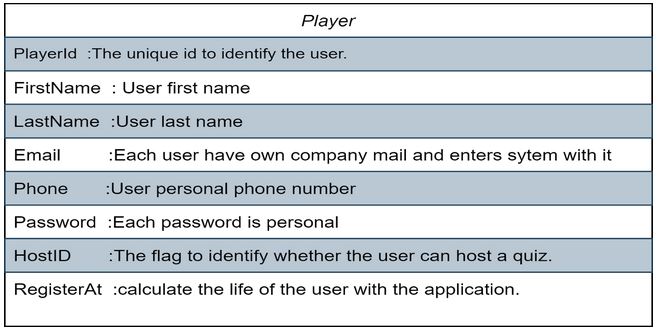 Player
PlayerId :The unique id to identify the user.
FirstName : User first name
LastName :User last name
Email :Each user have own company mail and enters sytem with it
Phone :User personal phone number
Password :Each password is personal
HostID :The flag to identify whether the user can host a quiz.
RegisterAt :calculate the life of the user with the application.